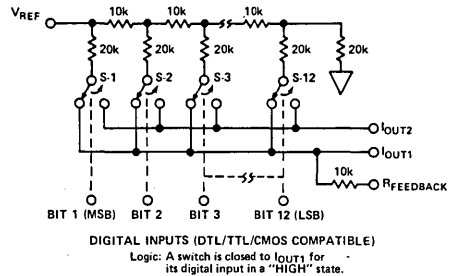 10k 10k 10k
VREF
20k 20k 20k 20k 20k
S-1 S-2 S-3 S-12
IOUT2
IOUT1
10k
RFEEDBACK
BIT 1 (MSB) BIT 2 BIT 3 BIT 12 (LSB)
DIGITAL INPUTS (DTL/TTL/CMOS COMPATIBLE)
Logic: A switch is closed to IOUT1 for
its digital input in a "HIGH" state.